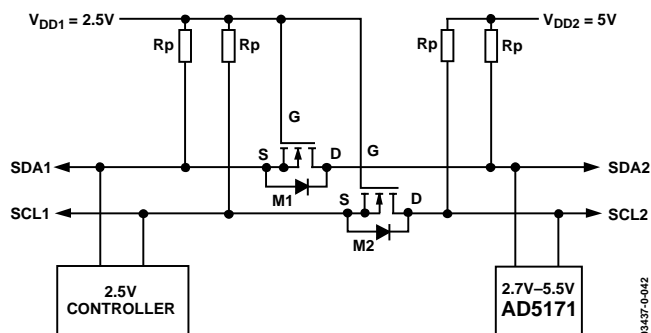 VDD1 = 2.5V
VDD2 = 5V
Rp
Rp
Rp
Rp
G
S
D
G
SDA1
SDA2
M1
S
D
SCL1
SCL2
M2
2.5V
CONTROLLER
2.7V–5.5V
AD5171
03437-0-042